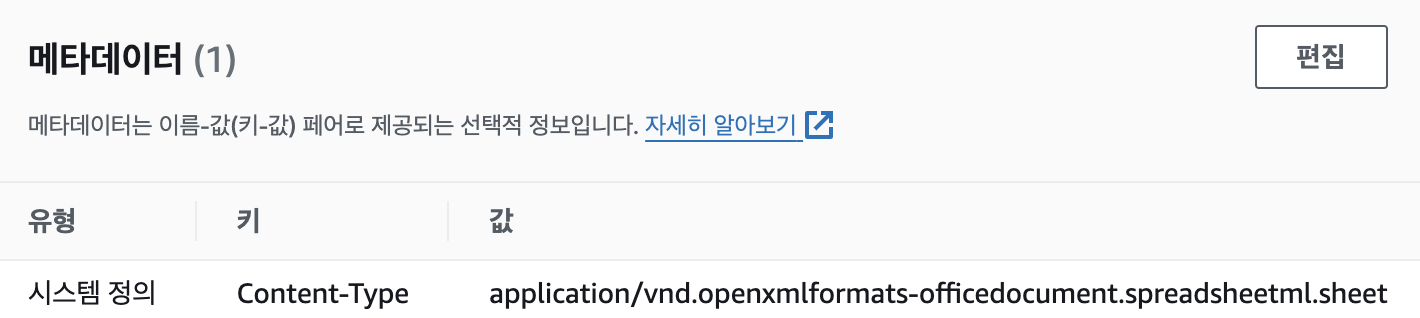 메타데이터 (1)
편집
메타데이터는 이름-값(키-값) 페어로 제공되는 선택적 정보입니다. 자세히 알아보기
유형 키 값
시스템 정의 Content-Type application/vnd.openxmlformats-officedocument.spreadsheetml.sheet